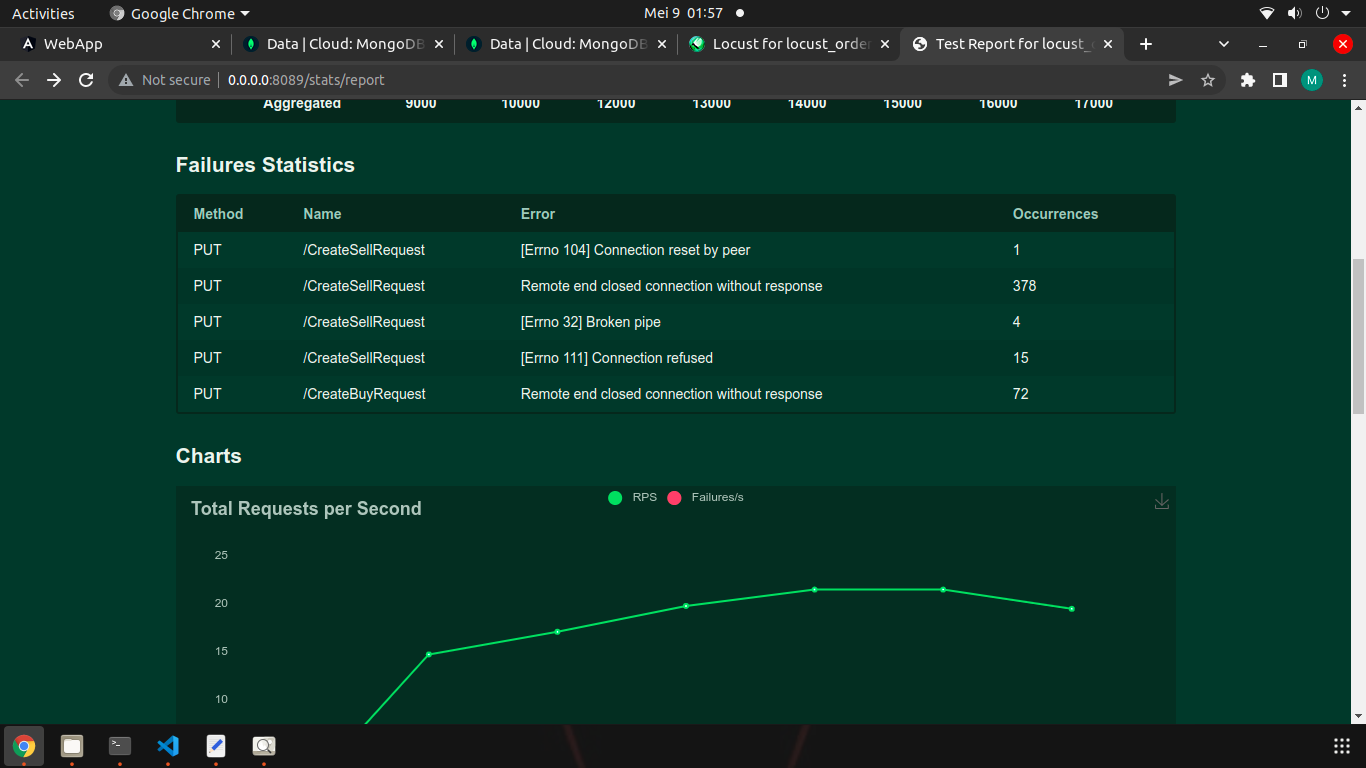 Activities Google Chrome Mei 9 01:57
WebApp Data | Cloud: MongoDB Data | Cloud: MongoDB Locust for locust_order Test Report for locust_
Not secure 0.0.0.0:8089/stats/report M
Aggregated 9000 10000 12000 13000 14000 15000 16000 17000
Failures Statistics
Method Name Error Occurrences
PUT /CreateSellRequest [Errno 104] Connection reset by peer 1
PUT /CreateSellRequest Remote end closed connection without response 378
PUT /CreateSellRequest [Errno 32] Broken pipe 4
PUT /CreateSellRequest [Errno 111] Connection refused 15
PUT /CreateBuyRequest Remote end closed connection without response 72
Charts
Total Requests per Second RPS Failures/s
25
20
15
10